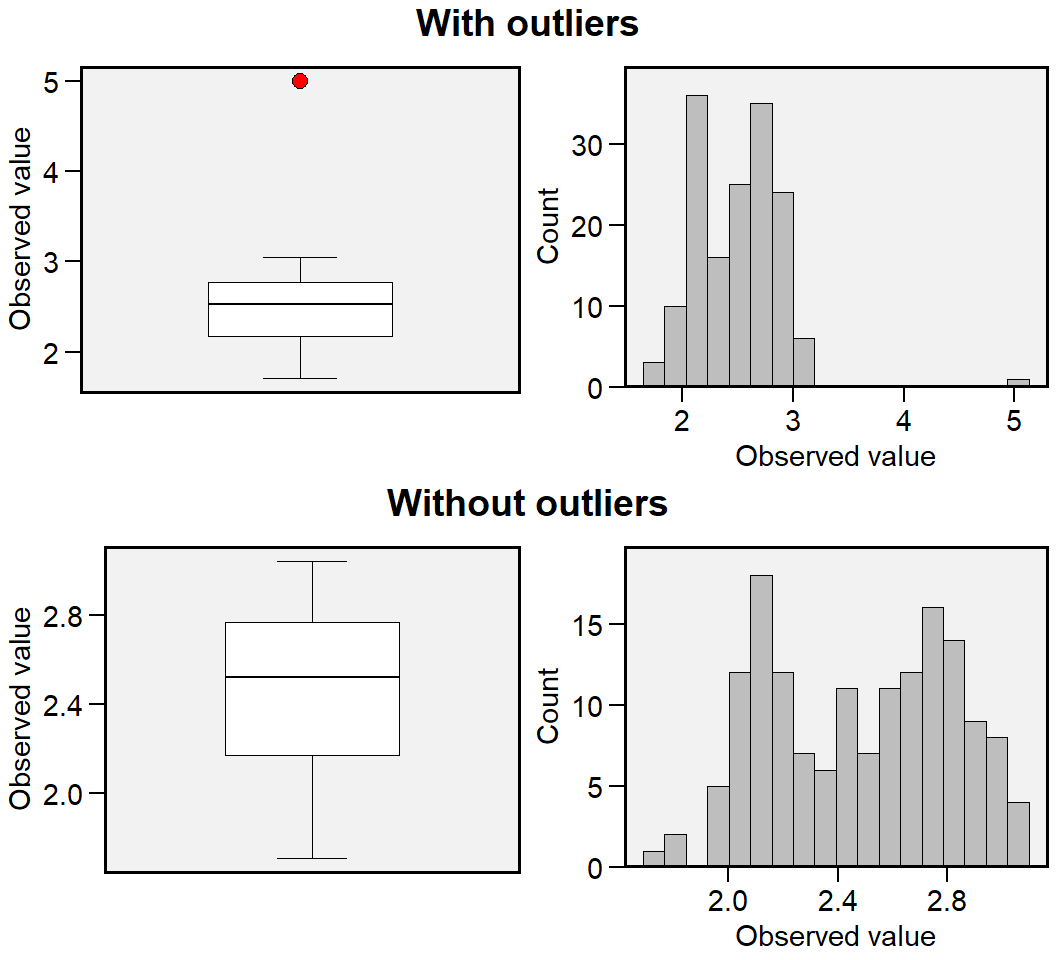 With outliers
5
4
3
2
Observed value
30
20
10
0
Count
2 3 4 5
Observed value
Without outliers
2.8
2.4
2.0
Observed value
15
10
5
0
Count
2.0 2.4 2.8
Observed value